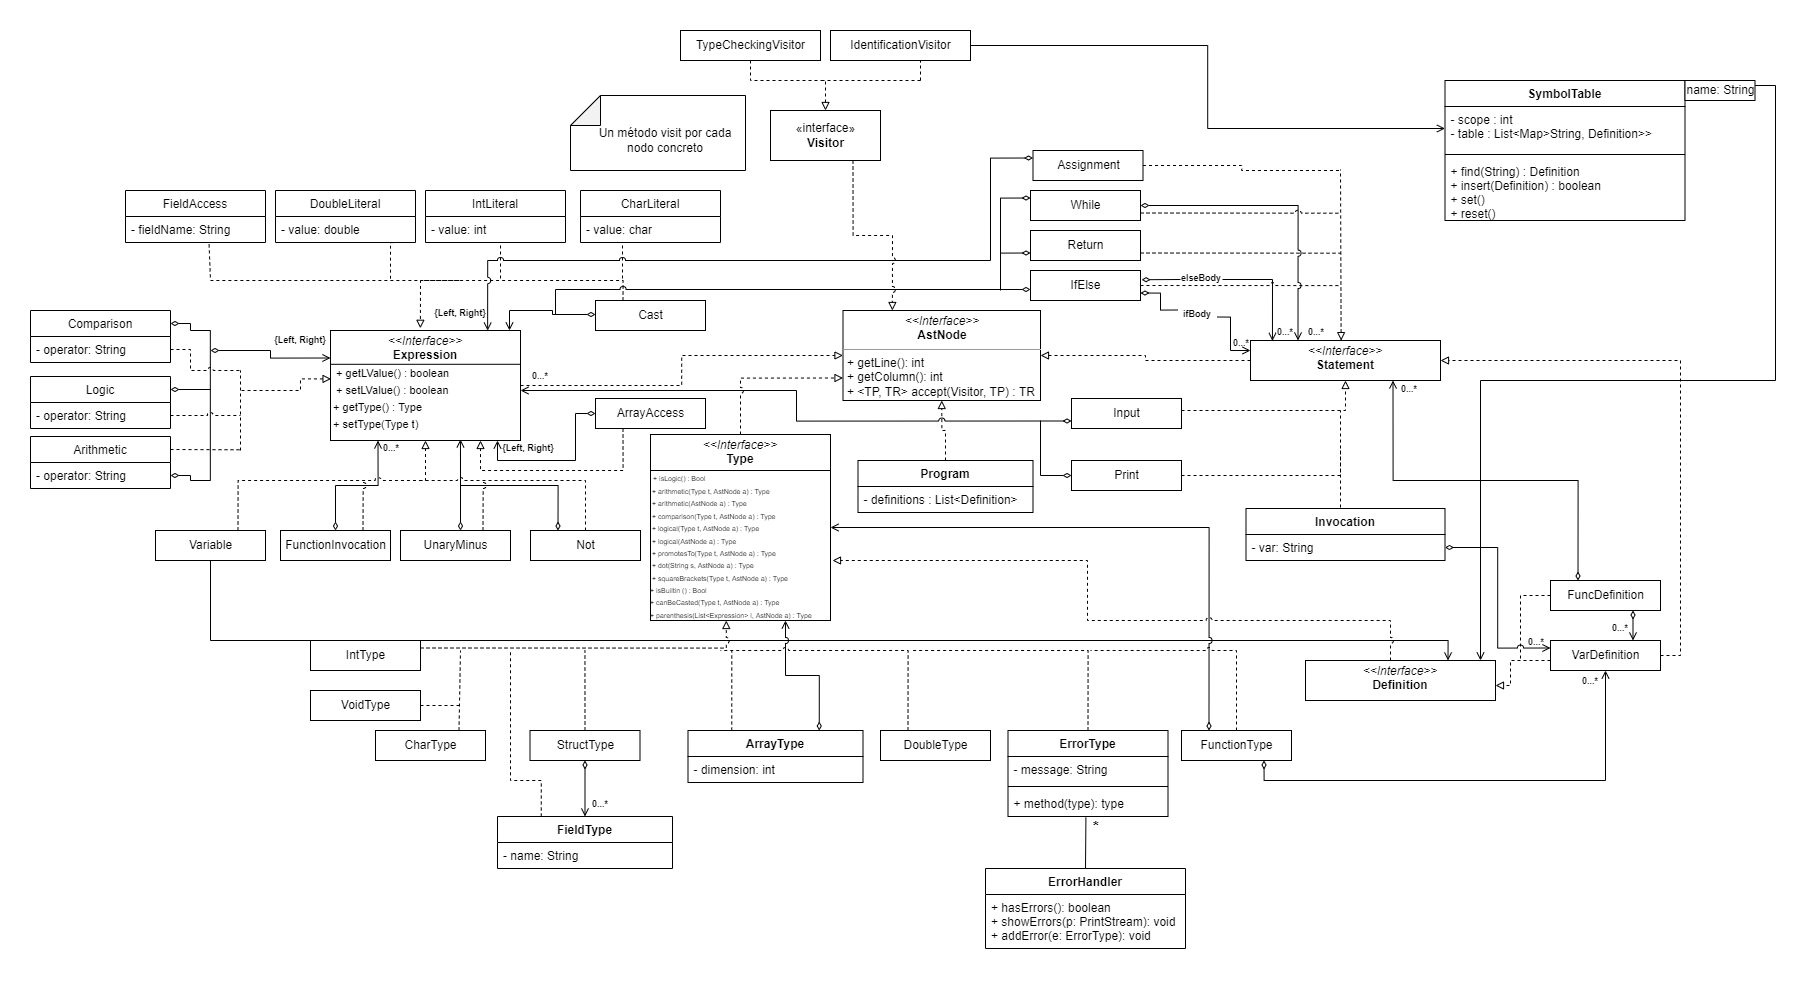 TypeCheckingVisitor
IdentificationVisitor
Un método visit por cada
nodo concreto
«interface»
Visitor
SymbolTable
name: String
- scope : int
- table : List<Map>String, Definition>>
+ find(String) : Definition
+ insert(Definition) : boolean
+ set()
+ reset()
Assignment
While
Return
IfElse
elseBody
ifBody
FieldAccess
- fieldName: String
DoubleLiteral
- value: double
IntLiteral
- value: int
CharLiteral
- value: char
Cast
{Left, Right}
Comparison
- operator: String
Logic
- operator: String
Arithmetic
- operator: String
{Left, Right}
<<Interface>>
Expression
+ getLValue() : boolean
+ setLValue() : boolean
+ getType() : Type
+ setType(Type t)
0...*
0...*
{Left, Right}
<<Interface>>
AstNode
+ getLine(): int
+ getColumn(): int
+ <TP, TR> accept(Visitor, TP) : TR
0...*
0...*
0...*
<<Interface>>
Statement
0...*
ArrayAccess
Input
Print
Program
- definitions : List<Definition>
<<Interface>>
Type
+ isLogic() : Bool
+ arithmetic(Type t, AstNode a) : Type
+ arithmetic(AstNode a) : Type
+ comparison(Type t, AstNode a) : Type
+ logical(Type t, AstNode a) : Type
+ logical(AstNode a) : Type
+ promotesTo(Type t, AstNode a) : Type
+ dot(String s, AstNode a) : Type
+ squareBrackets(Type t, AstNode a) : Type
+ isBuiltin () : Bool
+ canBeCasted(Type t, AstNode a) : Type
+ parenthesis(List<Expression> l, AstNode a) : Type
Variable
FunctionInvocation
UnaryMinus
Not
Invocation
- var: String
FuncDefinition
0...*
0...*
VarDefinition
0...*
<<Interface>>
Definition
IntType
VoidType
CharType
StructType
0...*
FieldType
- name: String
ArrayType
- dimension: int
DoubleType
ErrorType
- message: String
+ method(type): type
*
FunctionType
ErrorHandler
+ hasErrors(): boolean
+ showErrors(p: PrintStream): void
+ addError(e: ErrorType): void